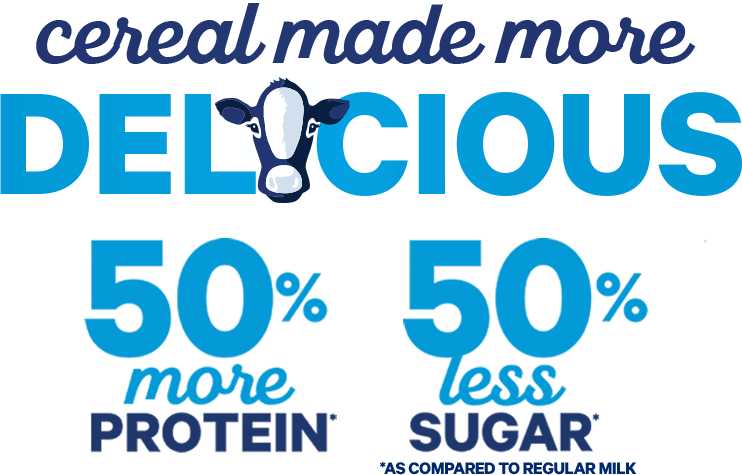 cereal made more
DELICIOUS
50%
more
PROTEIN*
50%
less
SUGAR*
*AS COMPARED TO REGULAR MILK